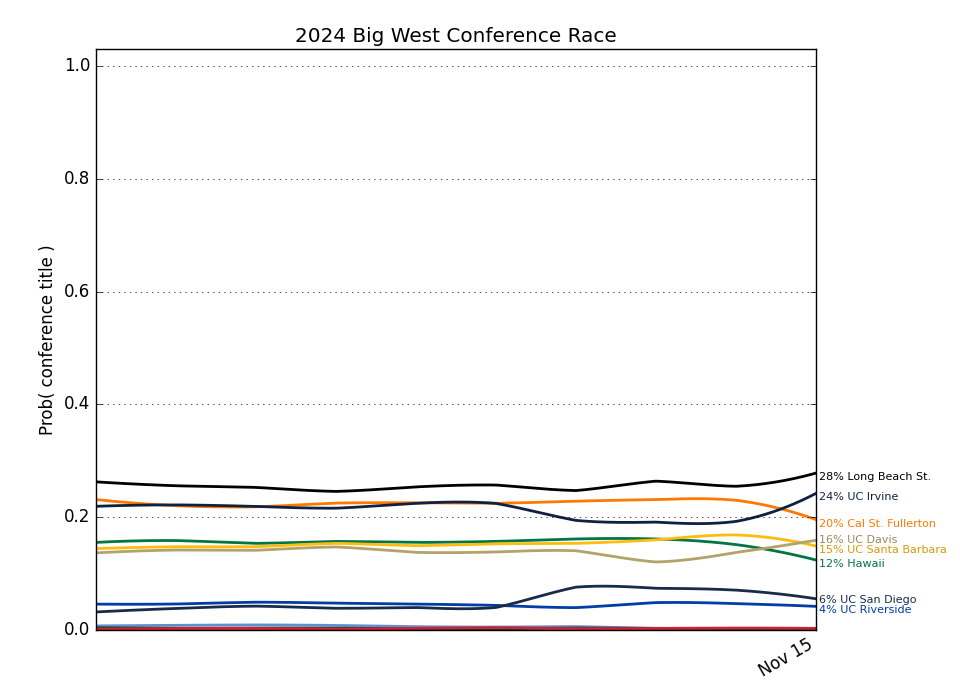 2024 Big West Conference Race
Prob( conference title )
1.0
0.8
0.6
0.4
0.2
0.0
28% Long Beach St.
24% UC Irvine
20% Cal St. Fullerton
16% UC Davis
15% UC Santa Barbara
12% Hawaii
6% UC San Diego
4% UC Riverside
Nov 15